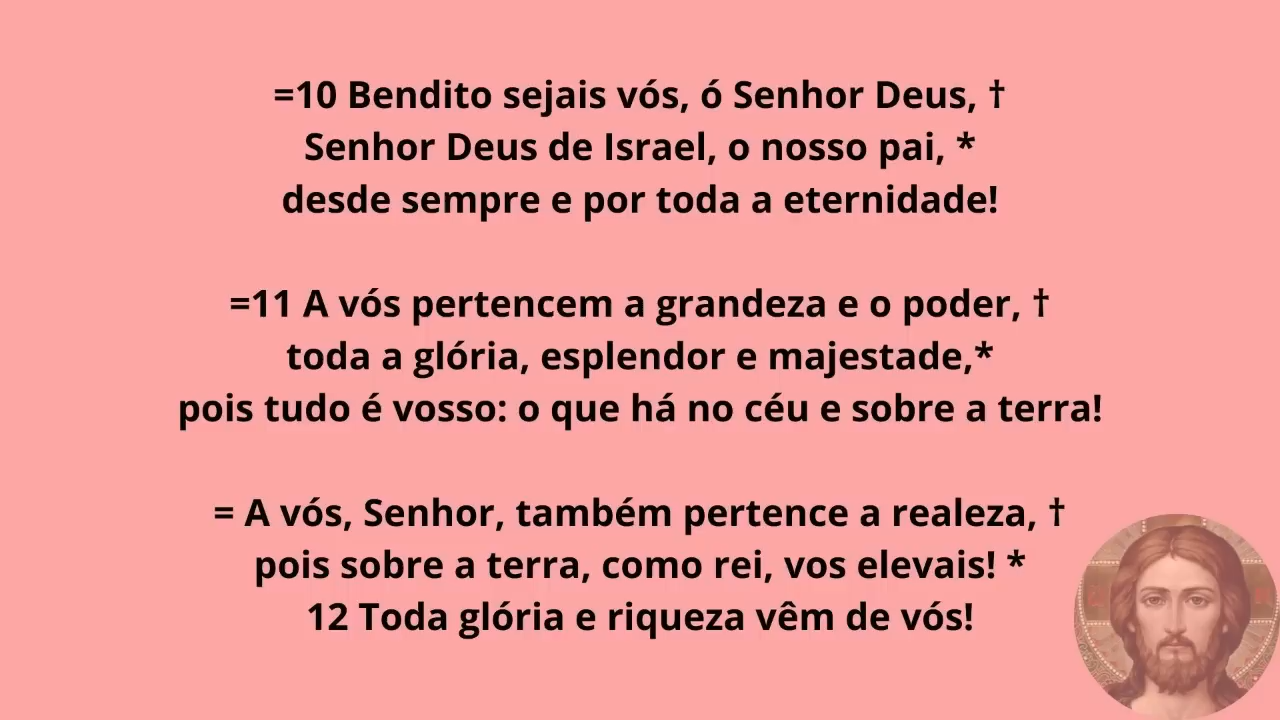 =10 Bendito sejais vós, ó Senhor Deus, †
Senhor Deus de Israel, o nosso pai, *
desde sempre e por toda a eternidade!
=11 A vós pertencem a grandeza e o poder, †
toda a glória, esplendor e majestade,*
pois tudo é vosso: o que há no céu e sobre a terra!
= A vós, Senhor, também pertence a realeza, †
pois sobre a terra, como rei, vos elevais! *
12 Toda glória e riqueza vêm de vós!